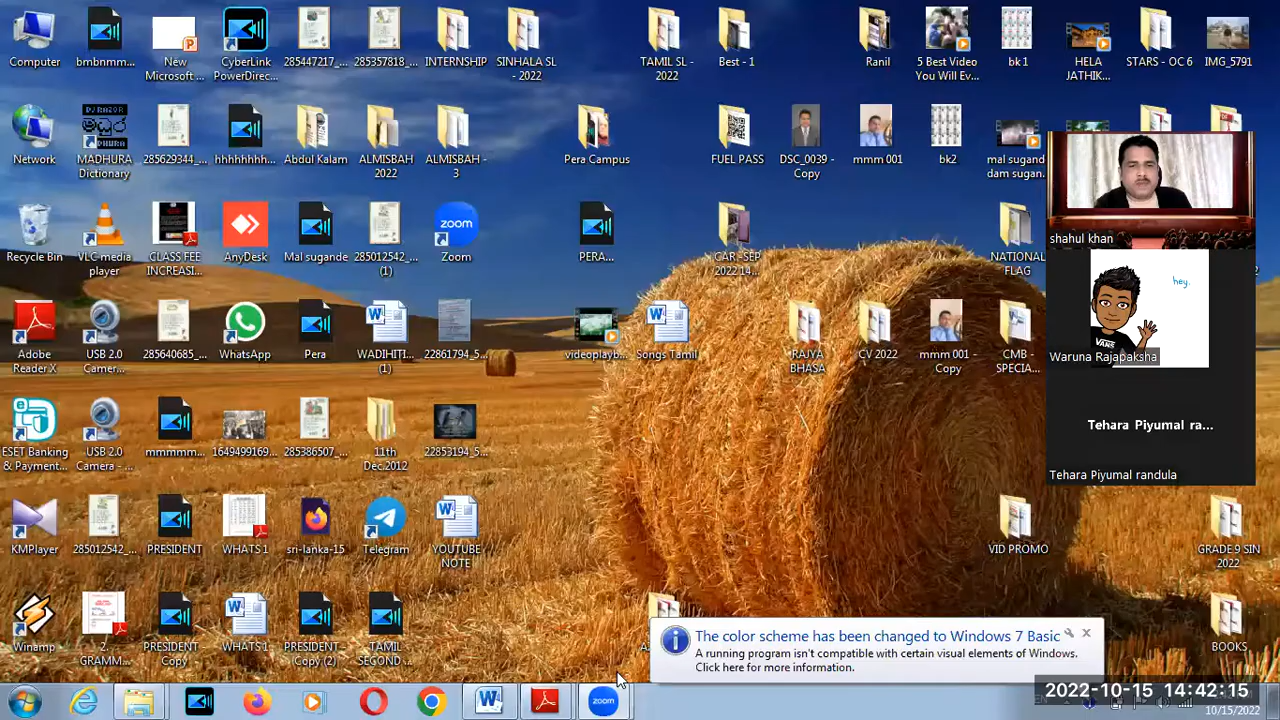 Computer
bmbnmm...
New
Microsoft ...
CyberLink
PowerDirec...
285447217_...
285357818_...
INTERNSHIP
SINHALA SL
- 2022
TAMIL SL -
2022
Best - 1
Ranil
5 Best Video
You Will Ev...
bk 1
HELA
JATHIK...
STARS - OC 6
IMG_5791
Network
MADHURA
Dictionary
285629344_...
hhhhhhhh...
Abdul Kalam
ALMISBAH
2022
ALMISBAH -
3
Pera Campus
FUEL PASS
DSC_0039 -
Copy
mmm 001
bk2
mal sugand
dam sugan...
Recycle Bin
VLC media
player
CLASS FEE
INCREASI...
AnyDesk
Mal sugande
285012542_...
(1)
zoom
Zoom
PERA...
CAR -SEP
2022 14...
NATIONAL
FLAG
shahul khan
hey.
VANS
Waruna Rajapaksha
Adobe
Reader X
USB 2.0
Camer...
285640685_...
WhatsApp
Pera
WADIHITI...
(1)
22861794_5...
videoplayb...
Songs Tamil
RAJYA
BHASA
CV 2022
mmm 001 -
Copy
CMB -
SPECIA...
Tehara Piyumal ra...
Tehara Piyumal randula
ESET Banking
& Payment...
USB 2.0
Camera - ...
mmmmm...
1649499169...
285386507_...
11th
Dec.2012
22853194_5...
KMPlayer
285012542_...
PRESIDENT
WHATS 1
sri-lanka-15
Telegram
YOUTUBE
NOTE
VID PROMO
GRADE 9 SIN
2022
Winamp
2.
GRAMM...
PRESIDENT -
Copy
WHATS 1
PRESIDENT -
Copy (2)
TAMIL
SECOND ...
BOOKS
The color scheme has been changed to Windows 7 Basic
A running program isn't compatible with certain visual elements of Windows.
Click here for more information.
zoom
2022-10-15 14:42:15
10/15/2022